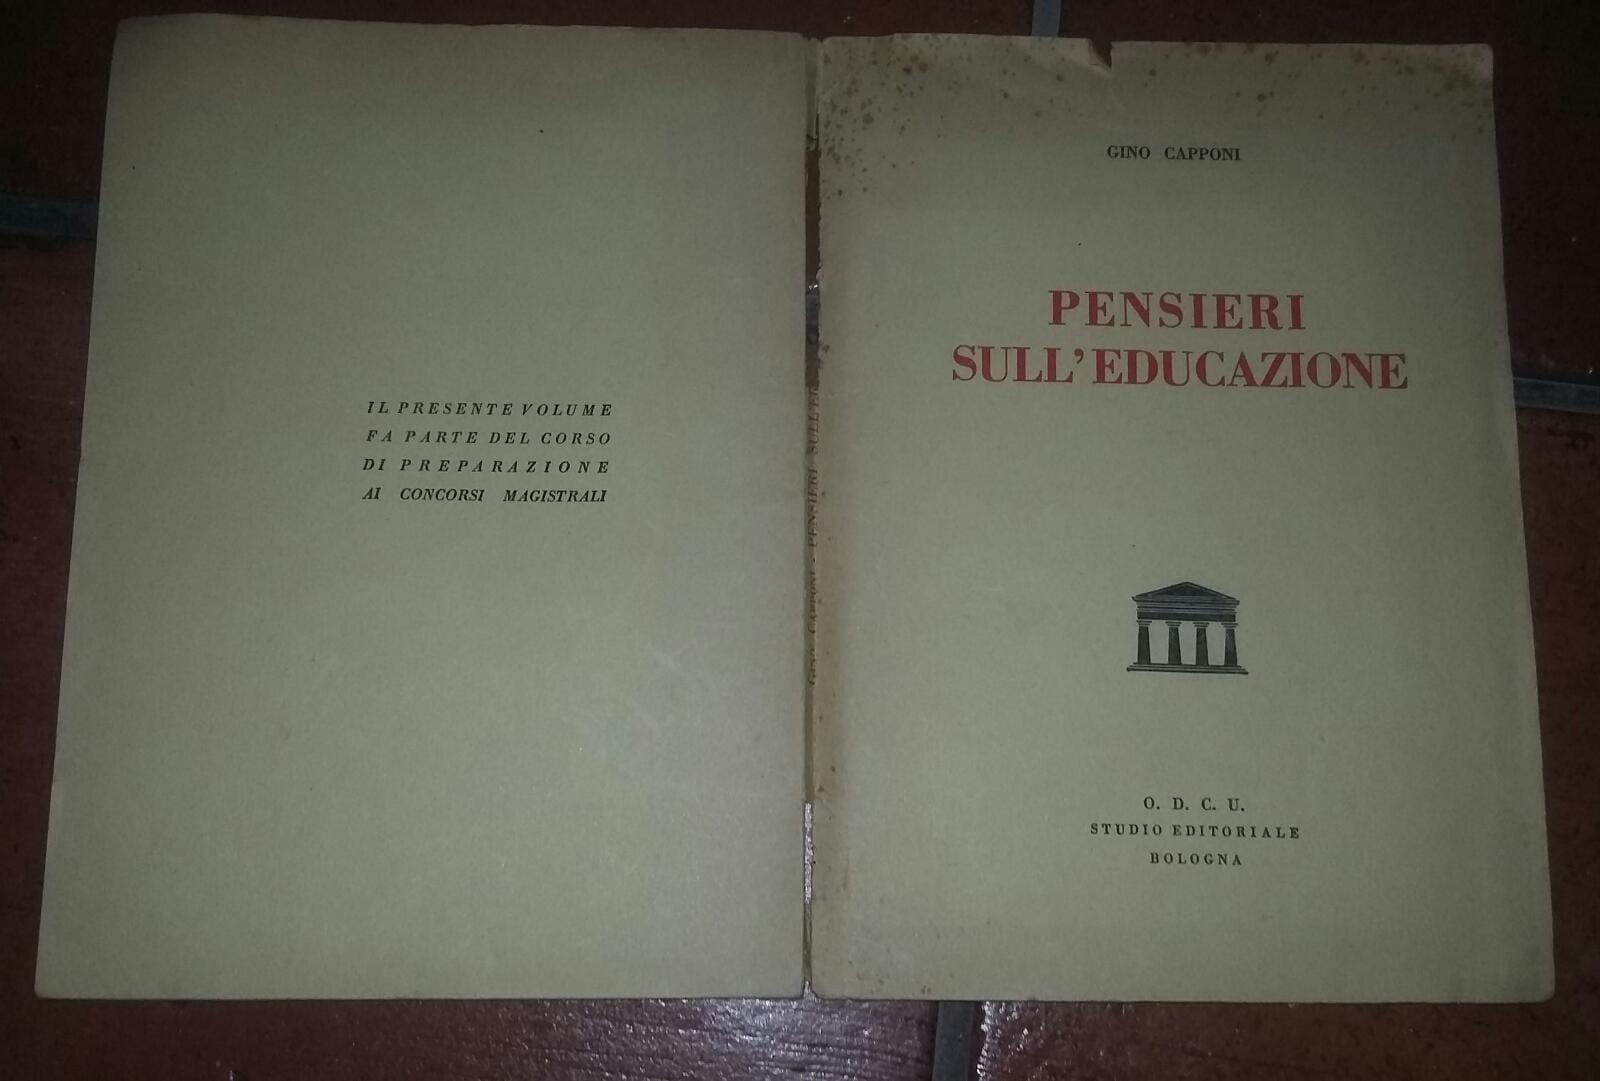 IL PRESENTE VOLUME
FA PARTE DEL CORSO
DI PREPARAZIONE
AI CONCORSI MAGISTRALI
GINO CAPPONI - PENSIERI SULL'
GINO CAPPONI
PENSIERI
SULL'EDUCAZIONE
O. D. C. U.
STUDIO EDITORIALE
BOLOGNA